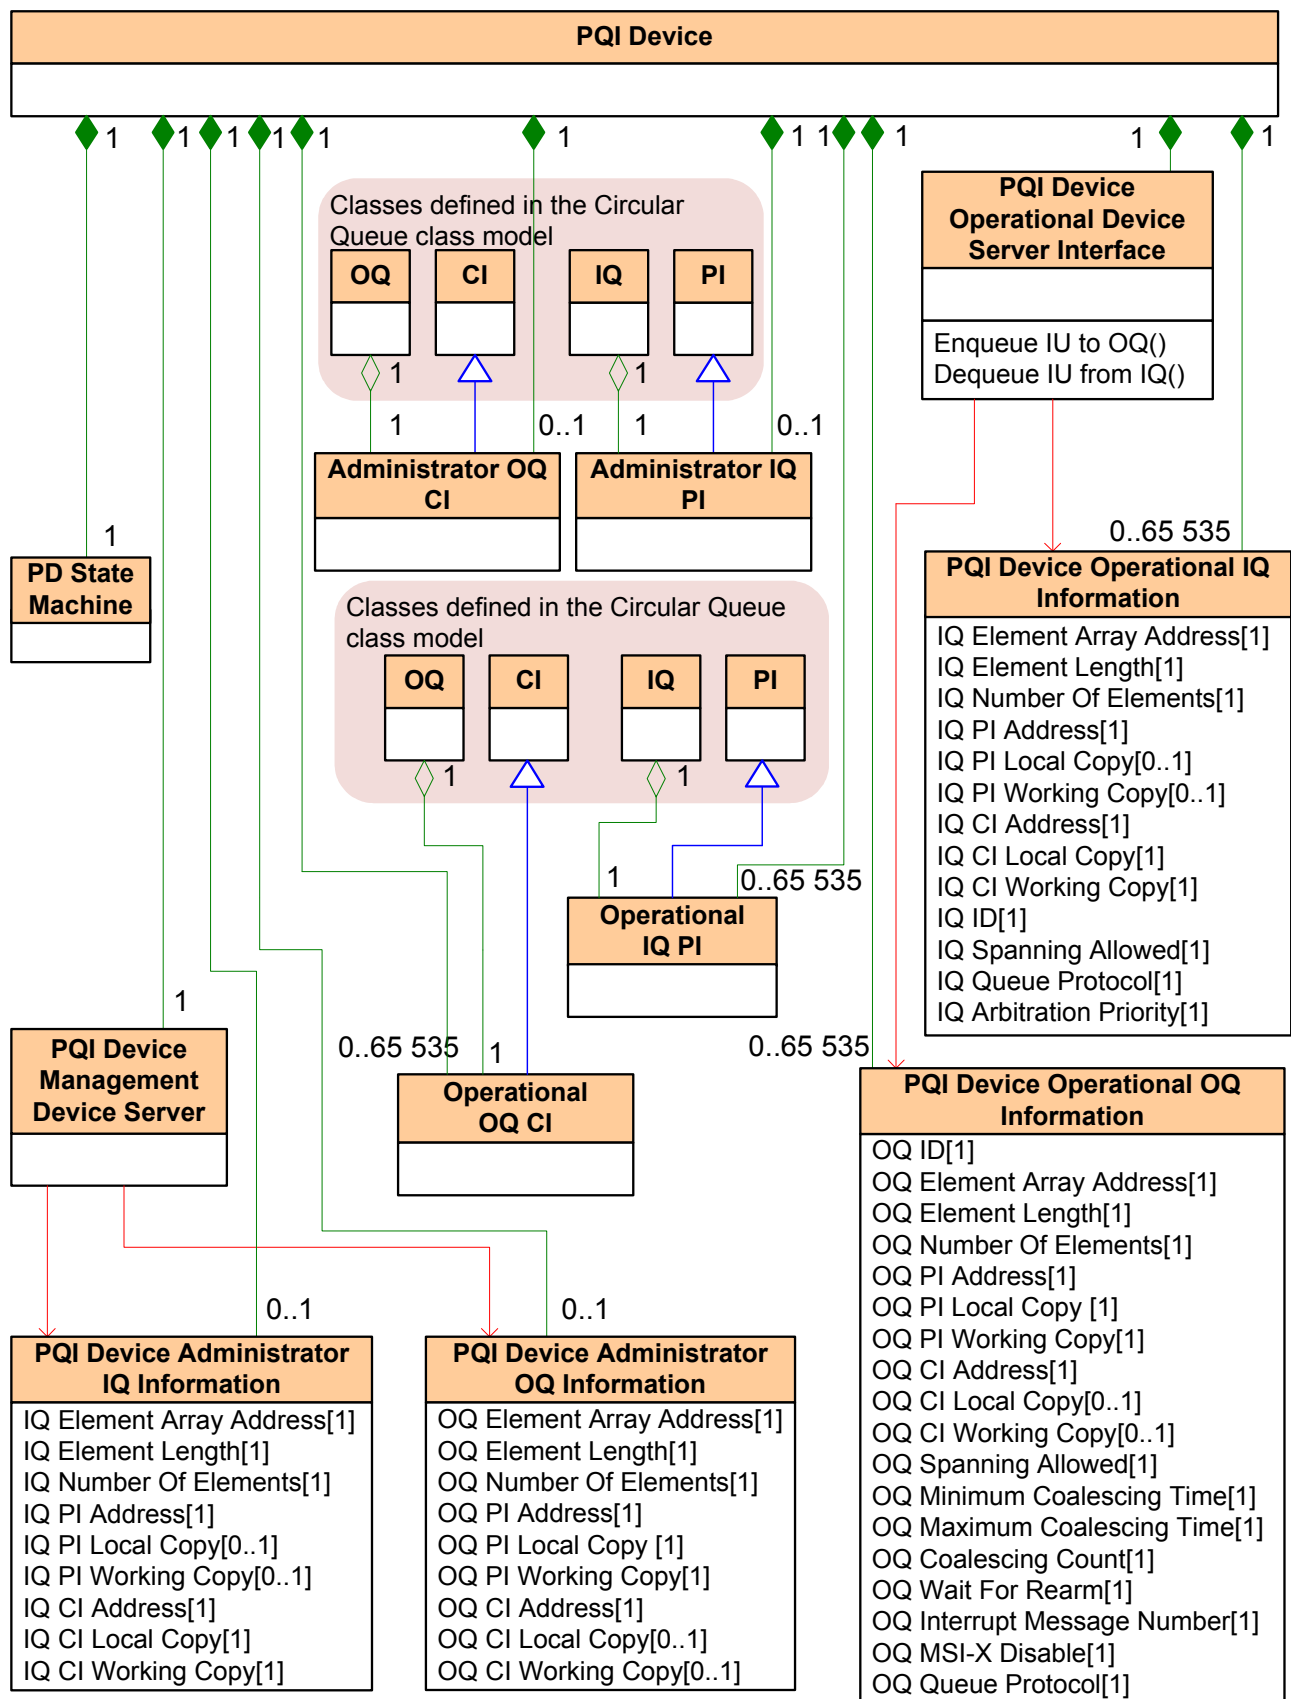 PQI Device
1 1 1 1 1 1 1 1 1 1 1
Classes defined in the Circular
Queue class model
OQ
CI
IQ
PI
1
1
1
0..1
1
0..1
Administrator OQ
CI
Administrator IQ
PI
PQI Device
Operational Device
Server Interface
Enqueue IU to OQ()
Dequeue IU from IQ()
1
PD State
Machine
Classes defined in the Circular Queue
class model
OQ
CI
IQ
PI
1
1
1
0..65 535
Operational
IQ PI
0..65 535
PQI Device Operational IQ
Information
IQ Element Array Address[1]
IQ Element Length[1]
IQ Number Of Elements[1]
IQ PI Address[1]
IQ PI Local Copy[0..1]
IQ PI Working Copy[0..1]
IQ CI Address[1]
IQ CI Local Copy[1]
IQ CI Working Copy[1]
IQ ID[1]
IQ Spanning Allowed[1]
IQ Queue Protocol[1]
IQ Arbitration Priority[1]
1
PQI Device
Management
Device Server
0..65 535
1
Operational
OQ CI
0..65 535
PQI Device Operational OQ
Information
OQ ID[1]
OQ Element Array Address[1]
OQ Element Length[1]
OQ Number Of Elements[1]
OQ PI Address[1]
OQ PI Local Copy [1]
OQ PI Working Copy[1]
OQ CI Address[1]
OQ CI Local Copy[0..1]
OQ CI Working Copy[0..1]
OQ Spanning Allowed[1]
OQ Minimum Coalescing Time[1]
OQ Maximum Coalescing Time[1]
OQ Coalescing Count[1]
OQ Wait For Rearm[1]
OQ Interrupt Message Number[1]
OQ MSI-X Disable[1]
OQ Queue Protocol[1]
0..1
PQI Device Administrator
IQ Information
IQ Element Array Address[1]
IQ Element Length[1]
IQ Number Of Elements[1]
IQ PI Address[1]
IQ PI Local Copy[0..1]
IQ PI Working Copy[0..1]
IQ CI Address[1]
IQ CI Local Copy[1]
IQ CI Working Copy[1]
0..1
PQI Device Administrator
OQ Information
OQ Element Array Address[1]
OQ Element Length[1]
OQ Number Of Elements[1]
OQ PI Address[1]
OQ PI Local Copy [1]
OQ PI Working Copy[1]
OQ CI Address[1]
OQ CI Local Copy[0..1]
OQ CI Working Copy[0..1]